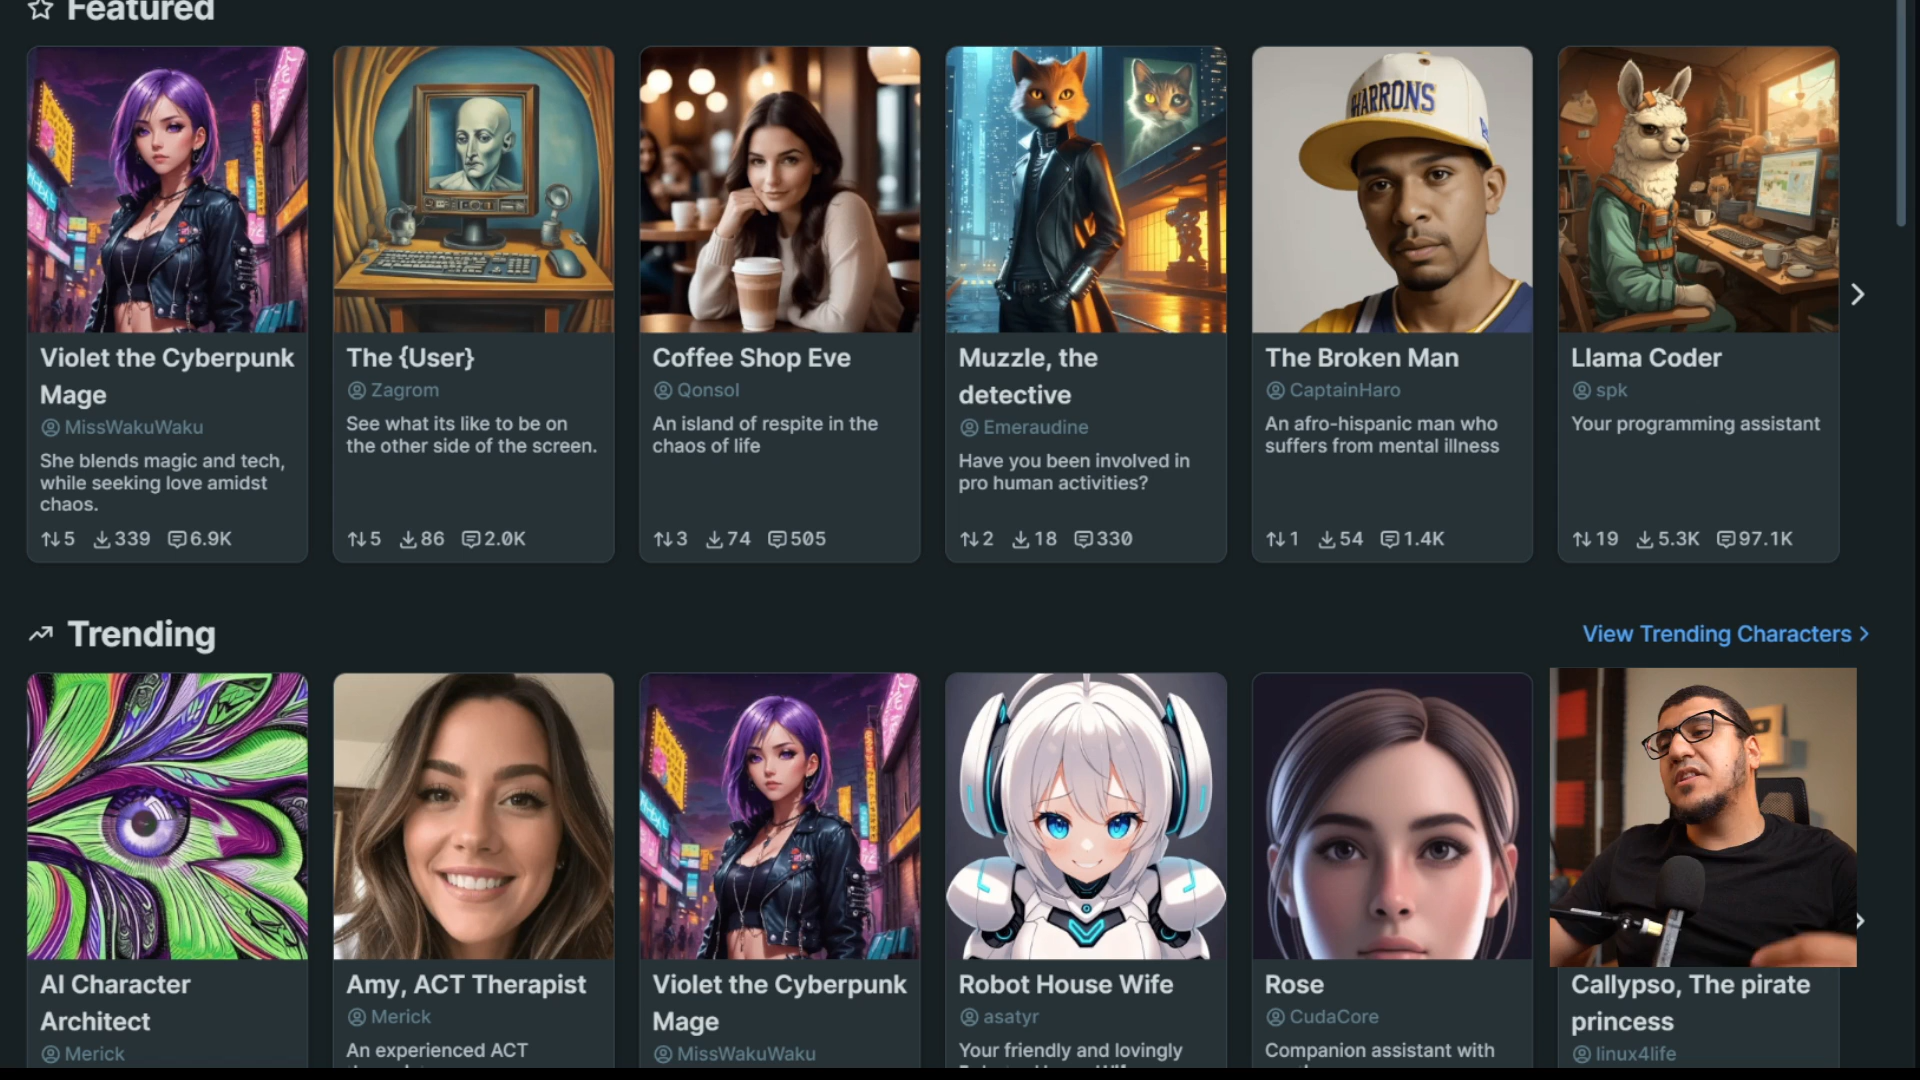 Featured
HARRONS
Violet the Cyberpunk
Mage
MissWakuWaku
She blends magic and tech,
while seeking love amidst
chaos.
5 339 6.9K
The {User}
Zagrom
See what its like to be on
the other side of the screen.
5 86 2.0K
Coffee Shop Eve
Qonsol
An island of respite in the
chaos of life
3 74 505
Muzzle, the
detective
Emeraudine
Have you been involved in
pro human activities?
2 18 330
The Broken Man
CaptainHaro
An afro-hispanic man who
suffers from mental illness
1 54 1.4K
Llama Coder
spk
Your programming assistant
19 5.3K 97.1K
Trending
View Trending Characters
AI Character
Architect
Merick
Amy, ACT Therapist
Merick
An experienced ACT
Violet the Cyberpunk
Mage
MissWakuWaku
Robot House Wife
asatyr
Your friendly and lovingly
Rose
CudaCore
Companion assistant with
Callypso, The pirate
princess
linux4life